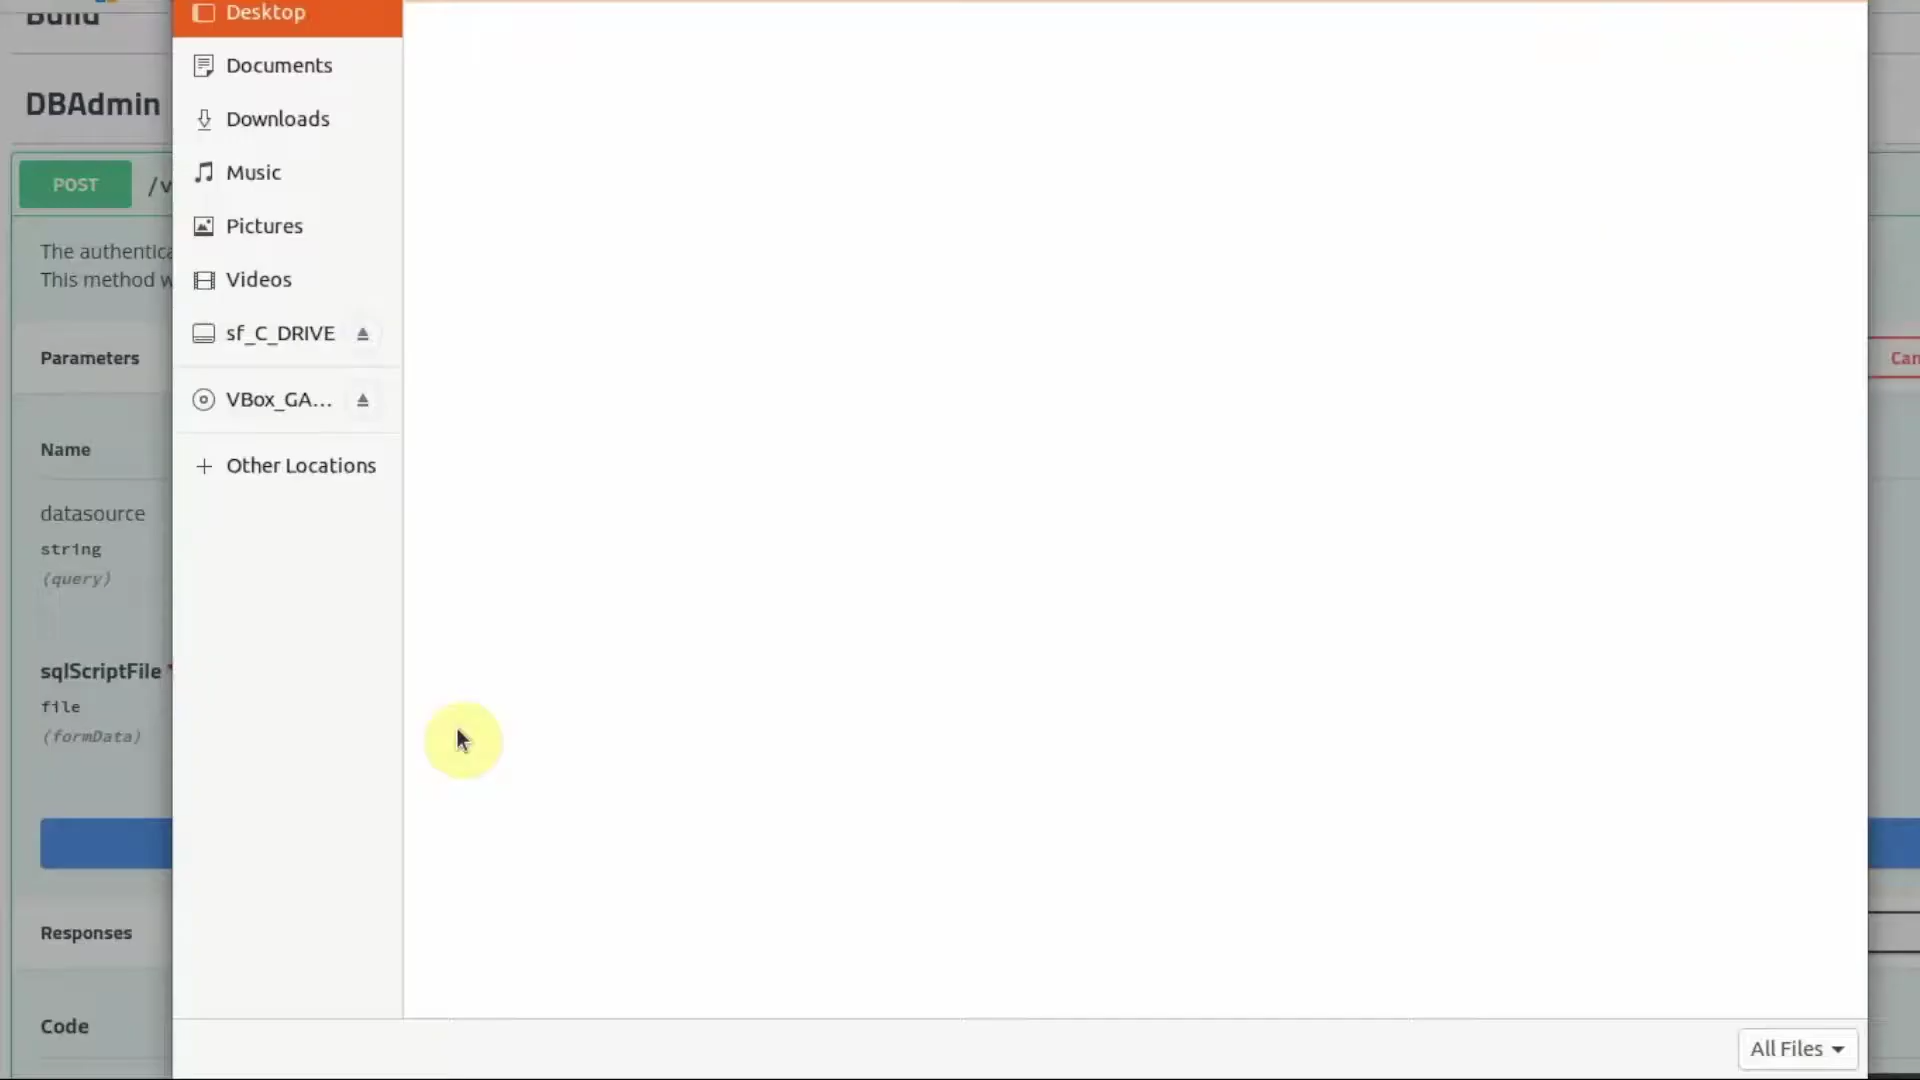 Build
DBAdmin
POST
/v
The authentica
This method w
Parameters
Name
datasource
string
(query)
sqlScriptFile *
file
(formData)
Responses
Code
Desktop
Documents
Downloads
Music
Pictures
Videos
sf_C_DRIVE
VBox_GA...
Other Locations
Can
All Files